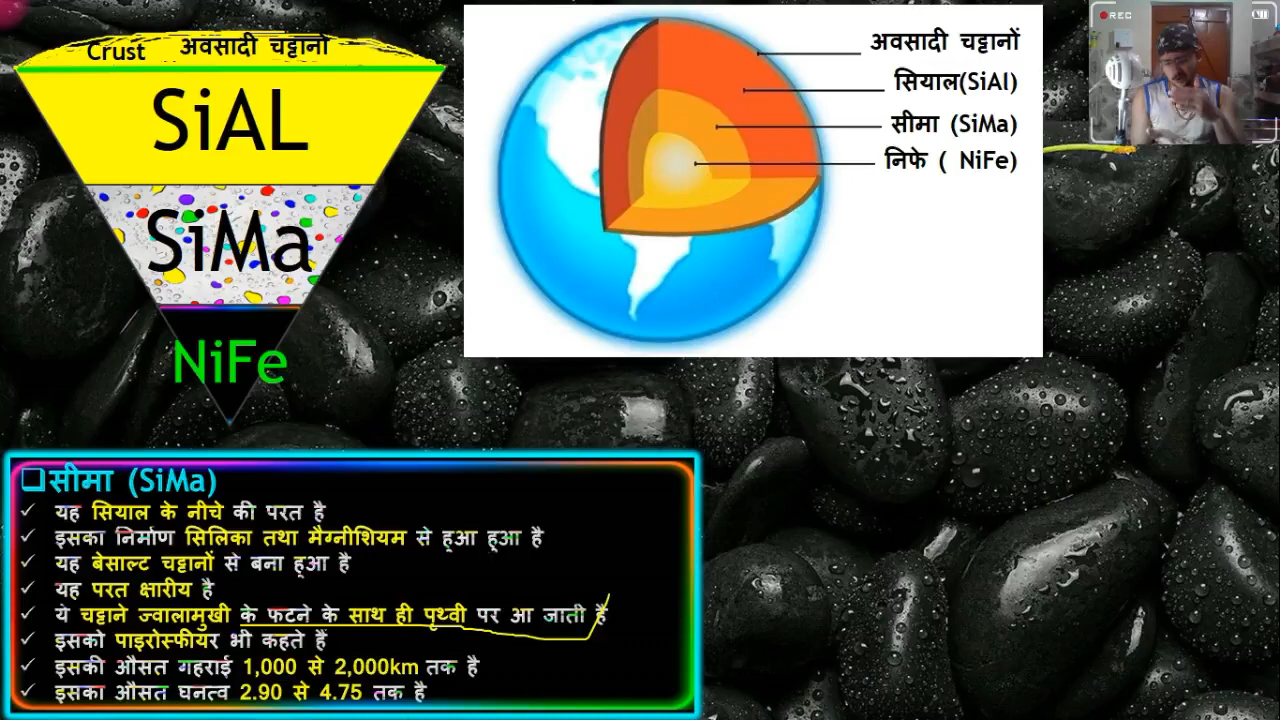 Crust अवसादी चट्टानो
SiAL
SiMa
NiFe
अवसादी चट्टानों
सियाल(SiAl)
सीमा (SiMa)
निफे ( NiFe)
REC
❑सीमा (SiMa)
✓ यह सियाल के नीचे की परत है
✓ इसका निर्माण सिलिका तथा मैग्नीशियम से हूआ हूआ है
✓ यह बेसाल्ट चट्टानों से बना हूआ है
✓ यह परत क्षारीय है
✓ ये चट्टाने ज्वालामुखी के फटने के साथ ही पृथ्वी पर आ जाती है
✓ इसको पाइरोस्फीयर भी कहते हैं
✓ इसकी औसत गहराई 1,000 से 2,000km तक है
✓ इसका औसत घनत्व 2.90 से 4.75 तक है